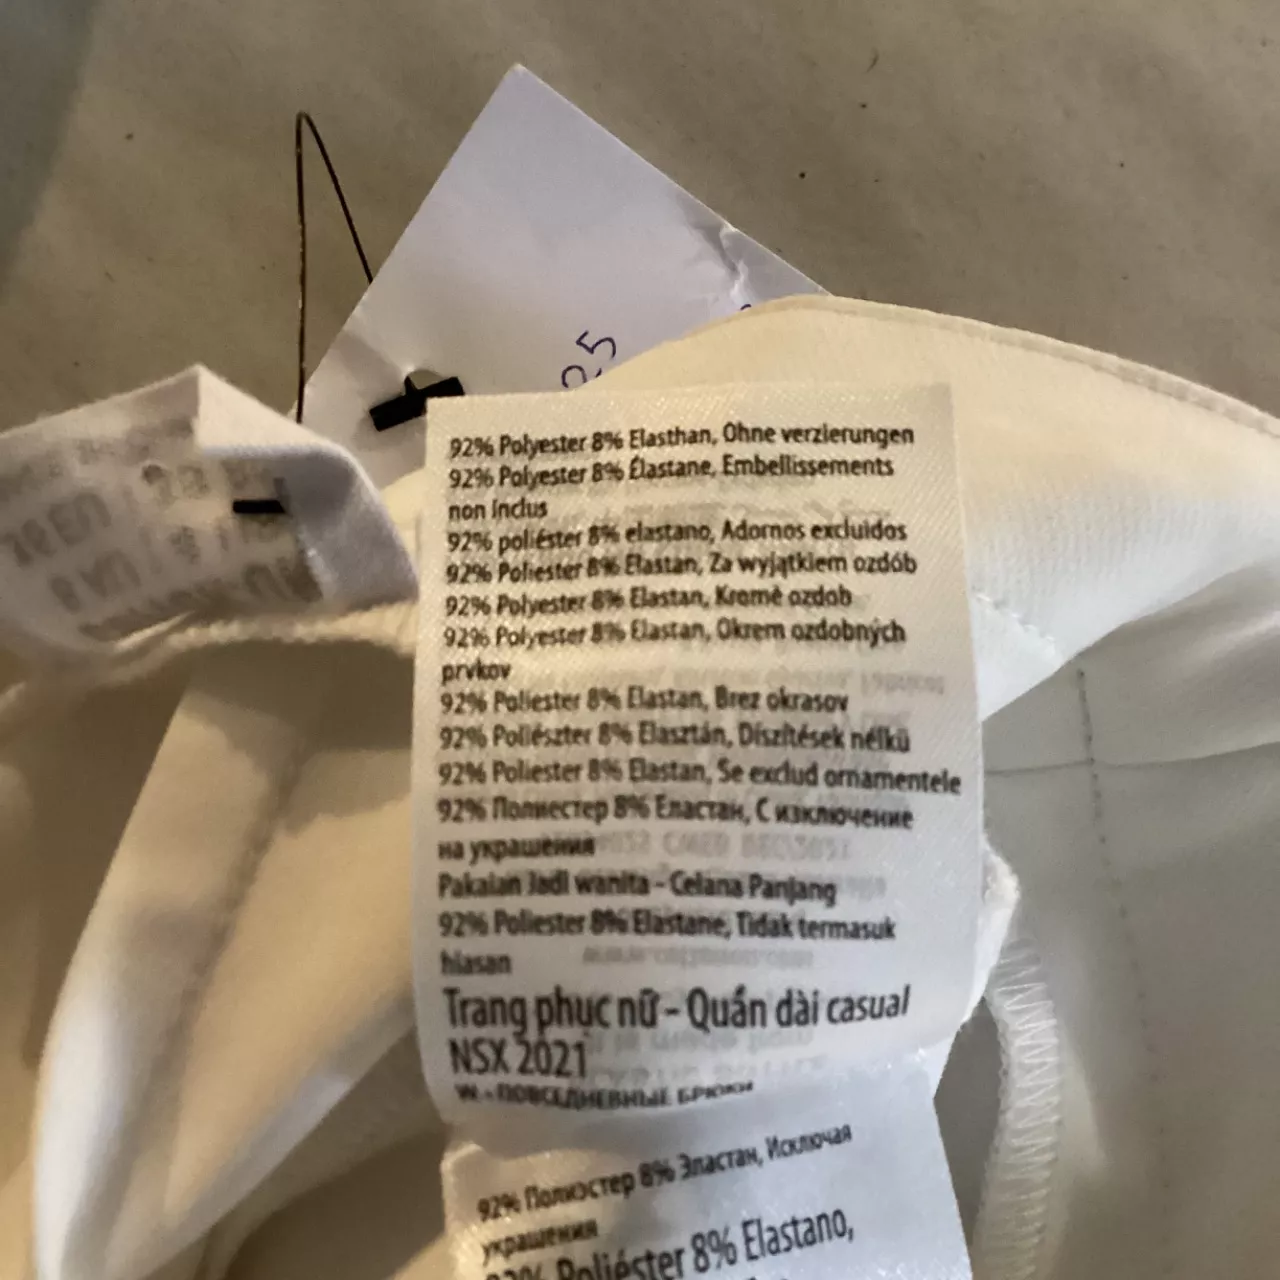 25
92% Polyester 8% Elasthan, Ohne verzierungen
92% Polyester 8% Élastane, Embellissements
non inclus
92% poliéster 8% elastano, Adornos excluidos
92% Poliester 8% Elastan, Za wyjątkiem ozdób
92% Polyester 8% Elastan, Kromě ozdob
92% Polyester 8% Elastan, Okrem ozdobných
prvkov
92% Poliester 8% Elastan, Brez okrasov
92% Poliészter 8% Elasztán, Díszítések nélkü
92% Poliester 8% Elastan, Se exclud ornamentele
92% Полиестер 8% Еластан, С изключение
на украшения
Pakaian Jadi wanita - Celana Panjang
92% Poliester 8% Elastane, Tidak termasuk
hiasan
Trang phục nữ - Quần dài casual
NSX 2021
W - ПОВСЕДНЕВНЫЕ БРЮКИ
92% Полиэстер 8% Эластан, Исключая
украшения
92% Poliéster 8% Elastano,